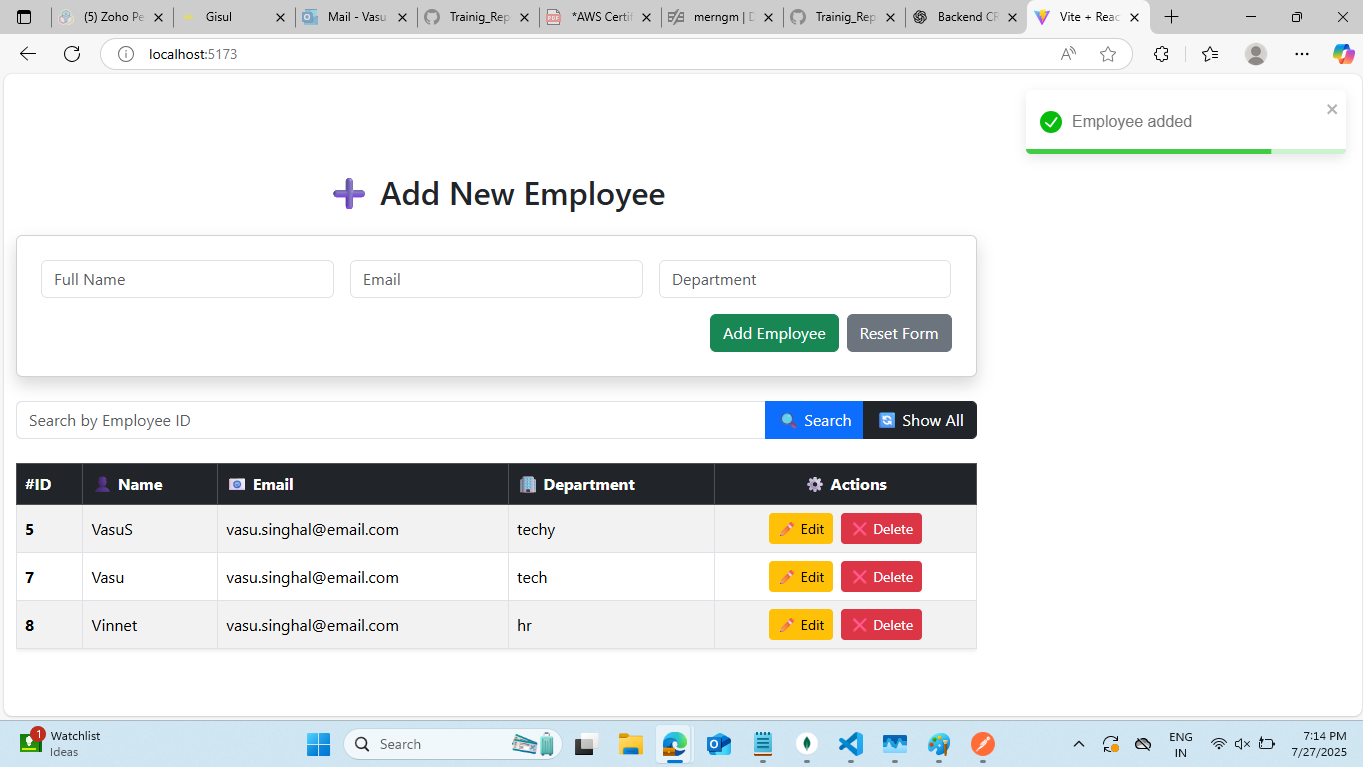 (5) Zoho Pe
Gisul
Mail - Vasu
Trainig_Rep
*AWS Certif
merngm | D
Trainig_Rep
Backend CR
Vite + Reac
localhost:5173
Employee added
Add New Employee
Full Name
Email
Department
Add Employee
Reset Form
Search by Employee ID
Search
Show All
#ID Name Email Department Actions
5 VasuS vasu.singhal@email.com techy Edit Delete
7 Vasu vasu.singhal@email.com tech Edit Delete
8 Vinnet vasu.singhal@email.com hr Edit Delete
1
Watchlist
Ideas
Search
ENG
IN
7:14 PM
7/27/2025